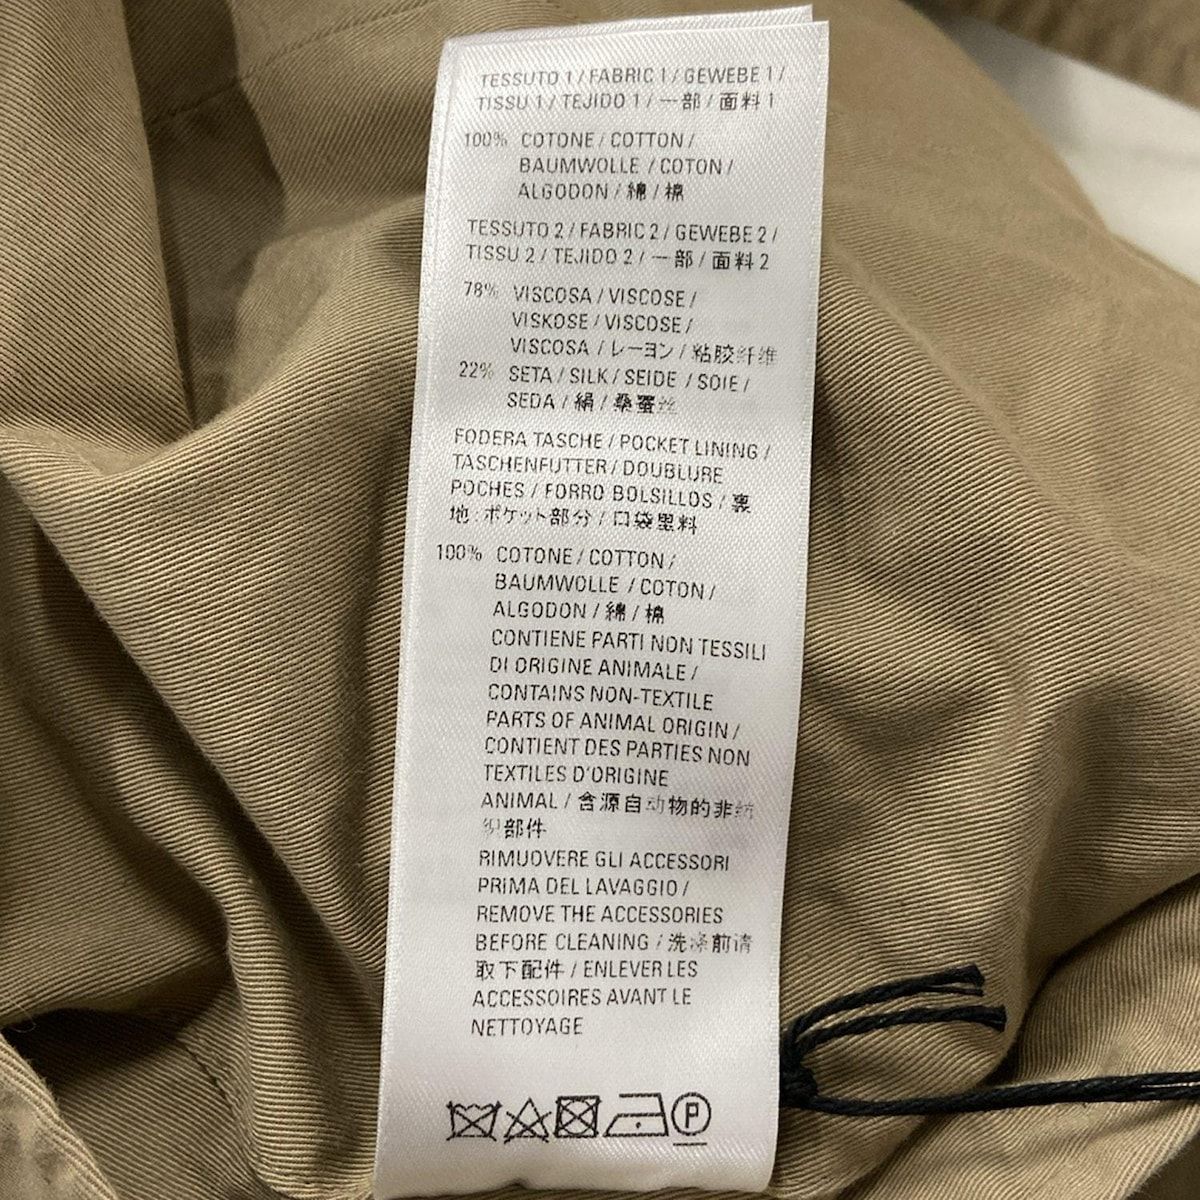 TESSUTO 1 / FABRIC 1 / GEWEBE 1 /
TISSU 1 / TEJIDO 1 / 一部 / 面料 1
100% COTONE / COTTON /
BAUMWOLLE / COTON /
ALGODON / 綿 / 棉
TESSUTO 2 / FABRIC 2 / GEWEBE 2 /
TISSU 2 / TEJIDO 2 / 一部 / 面料 2
78% VISCOSA / VISCOSE /
VISKOSE / VISCOSE /
VISCOSA / レーヨン / 粘胶纤维
22% SETA / SILK / SEIDE / SOIE /
SEDA / 絹 / 桑蚕丝
FODERA TASCHE / POCKET LINING /
TASCHENFUTTER / DOUBLURE
POCHES / FORRO BOLSILLOS / 裏
地:ポケット部分 / 口袋里料
100% COTONE / COTTON /
BAUMWOLLE / COTON /
ALGODON / 綿 / 棉
CONTIENE PARTI NON TESSILI
DI ORIGINE ANIMALE /
CONTAINS NON-TEXTILE
PARTS OF ANIMAL ORIGIN /
CONTIENT DES PARTIES NON
TEXTILES D'ORIGINE
ANIMAL / 含源自动物的非纺
织部件
RIMUOVERE GLI ACCESSORI
PRIMA DEL LAVAGGIO /
REMOVE THE ACCESSORIES
BEFORE CLEANING / 洗涤前请
取下配件 / ENLEVER LES
ACCESSOIRES AVANT LE
NETTOYAGE
P